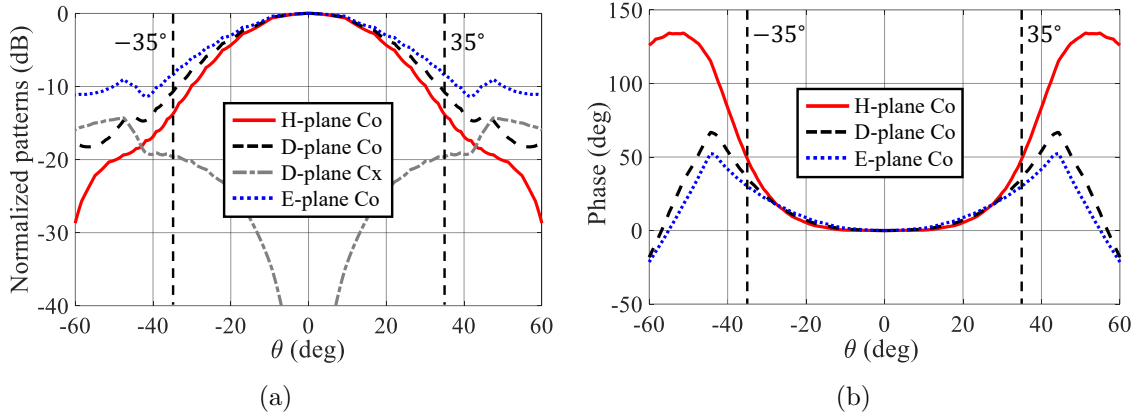 Normalized patterns (dB)
0
-10
-20
-30
-40
−35°
35°
H-plane Co
D-plane Co
D-plane Cx
E-plane Co
-60 -40 -20 0 20 40 60
θ (deg)
(a)
Phase (deg)
150
100
50
0
-50
−35°
35°
H-plane Co
D-plane Co
E-plane Co
-60 -40 -20 0 20 40 60
θ (deg)
(b)